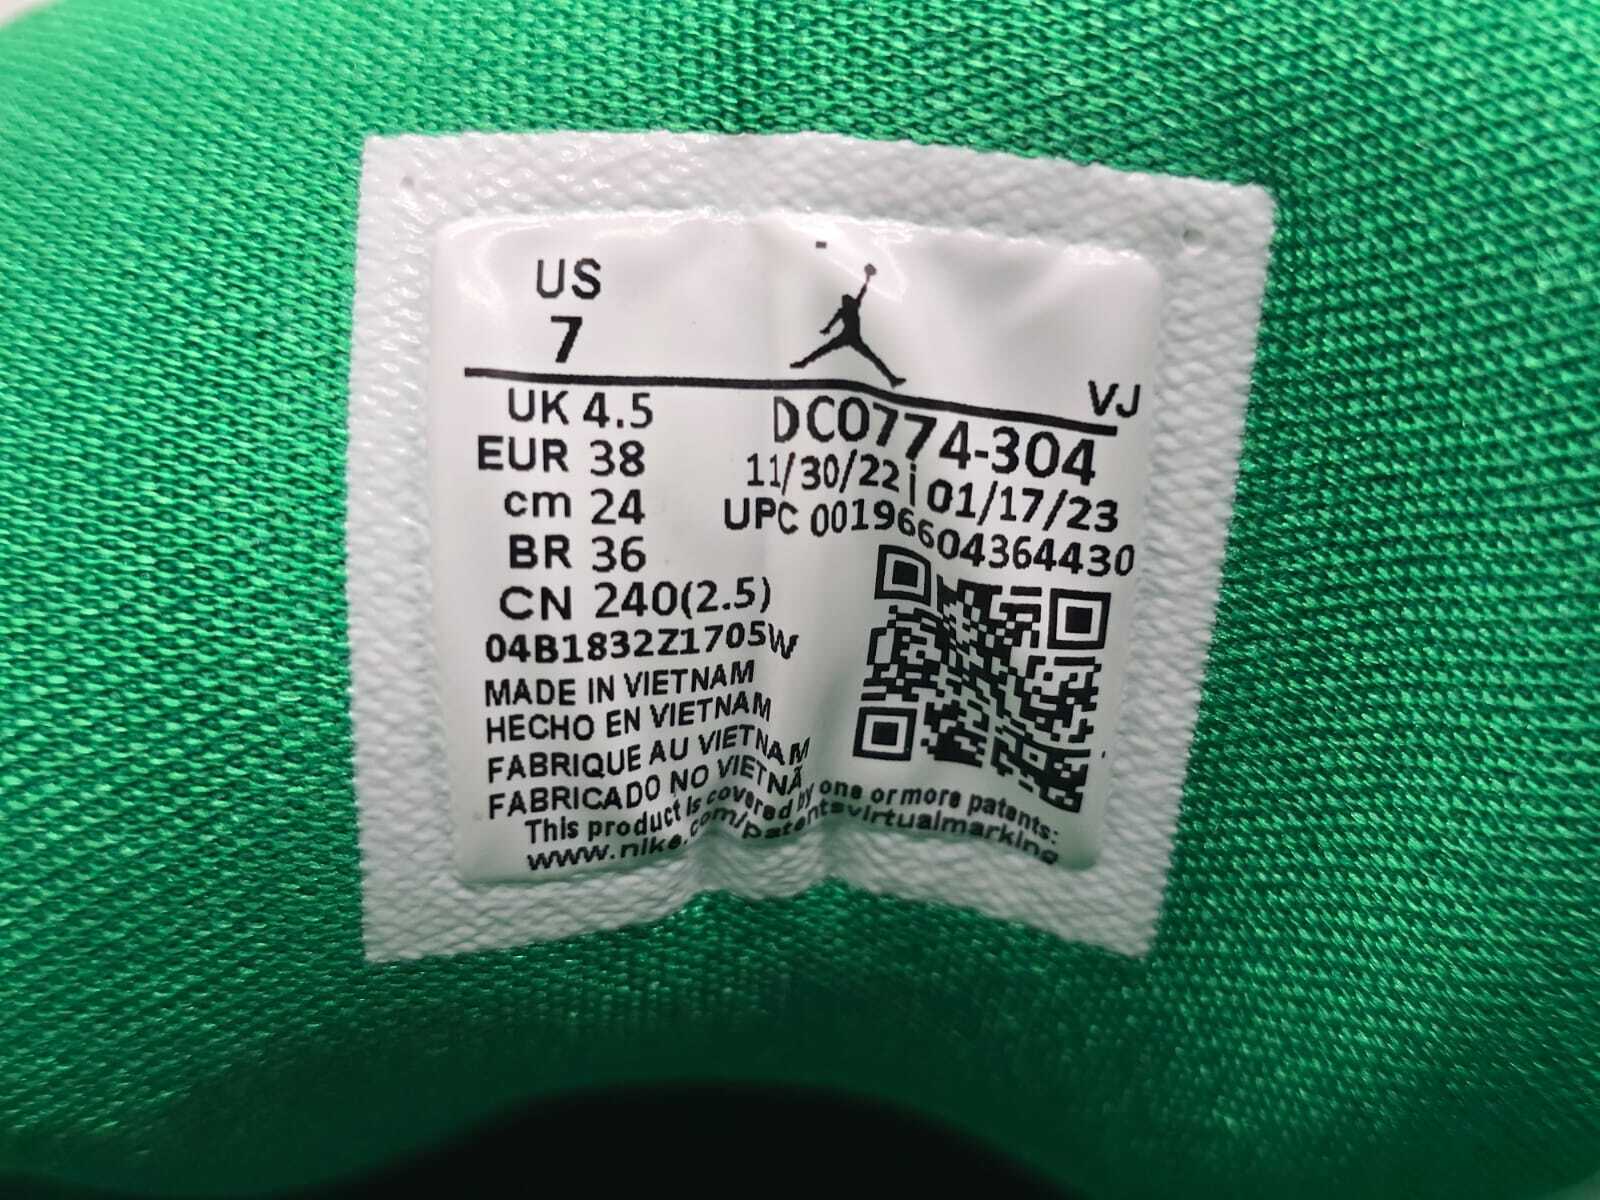 US
7
VJ
UK 4.5
EUR 38
cm 24
BR 36
CN 240(2.5)
DC0774-304
11/30/22 i 01/17/23
UPC 00196604364430
04B1832Z1705W
MADE IN VIETNAM
HECHO EN VIETNAM
FABRIQUE AU VIETNAM
FABRICADO NO VIETNÃ
This product is covered by one or more patents:
www.nike.com/patentsvirtualmarking